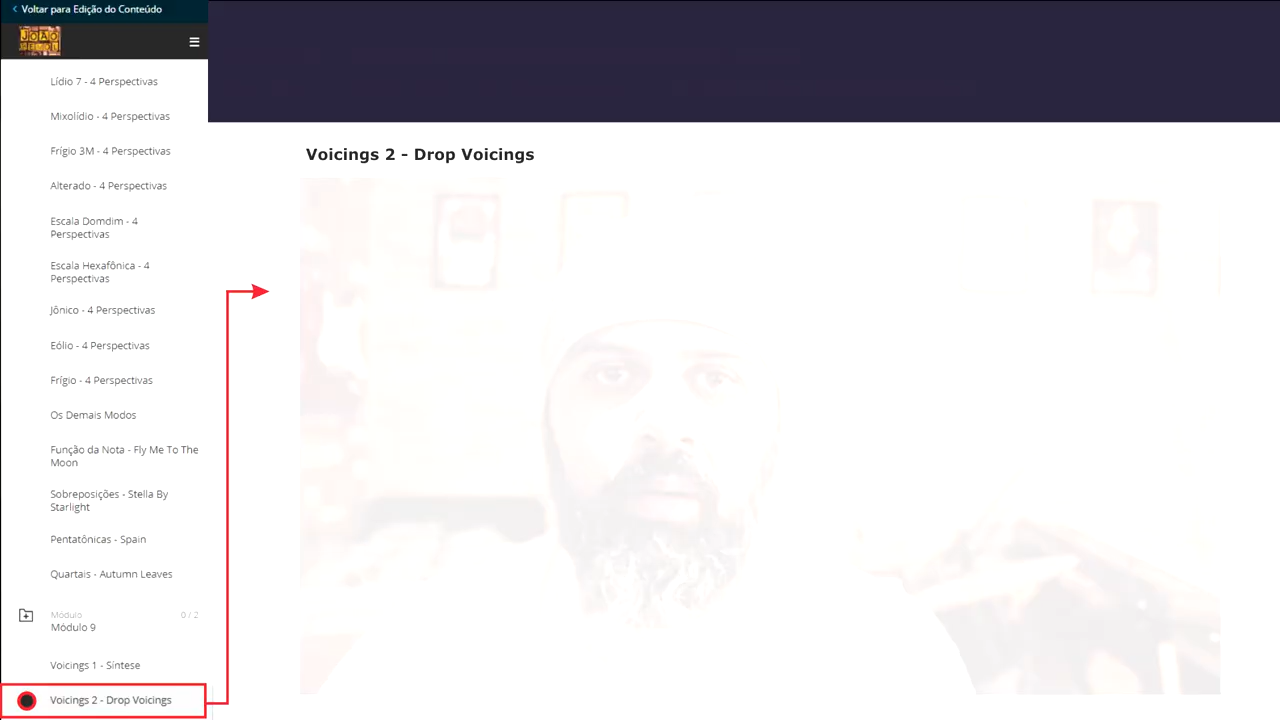 Voltar para Edição do Conteúdo
JOÃO
BEMOL
Lídio 7 - 4 Perspectivas
Mixolídio - 4 Perspectivas
Frígio 3M - 4 Perspectivas
Alterado - 4 Perspectivas
Escala Domdim - 4
Perspectivas
Escala Hexafônica - 4
Perspectivas
Jônico - 4 Perspectivas
Eólio - 4 Perspectivas
Frígio - 4 Perspectivas
Os Demais Modos
Função da Nota - Fly Me To The
Moon
Sobreposições - Stella By
Starlight
Pentatônicas - Spain
Quartais - Autumn Leaves
Módulo 0 / 2
Módulo 9
Voicings 1 - Síntese
Voicings 2 - Drop Voicings
Voicings 2 - Drop Voicings